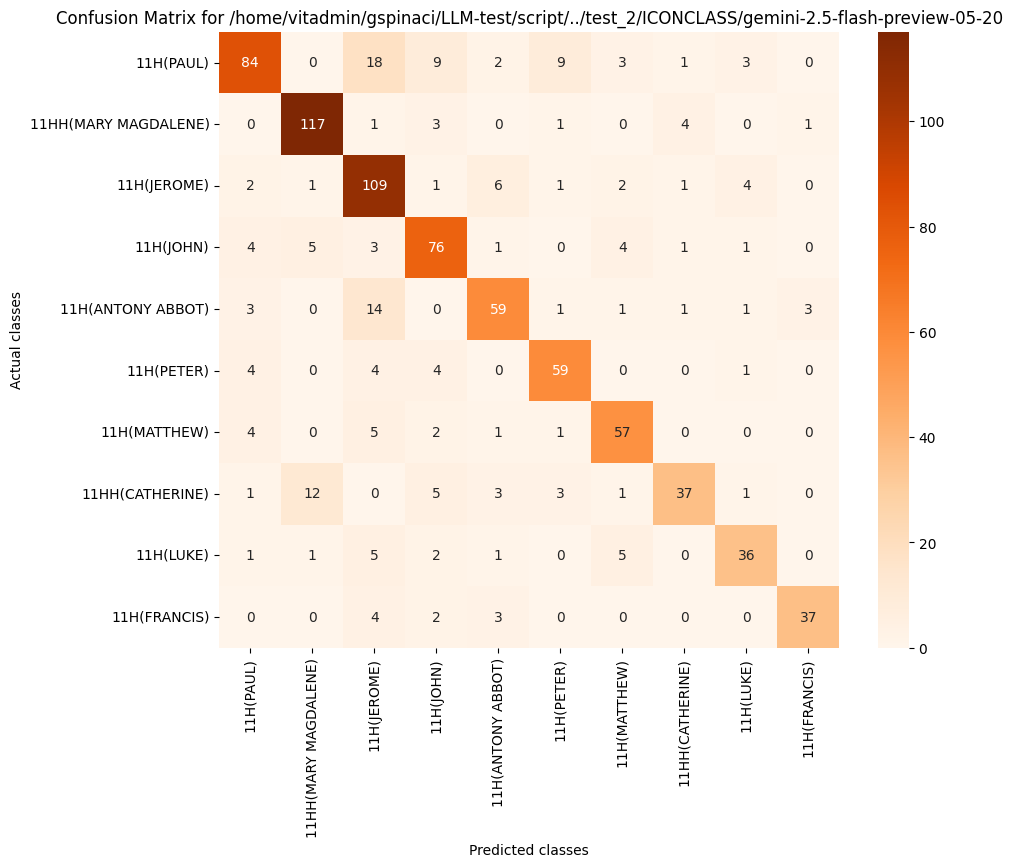 Confusion Matrix for /home/vitadmin/gspinaci/LLM-test/script/../test_2/ICONCLASS/gemini-2.5-flash-preview-05-20
Actual classes
11H(PAUL) 84 0 18 9 2 9 3 1 3 0
11HH(MARY MAGDALENE) 0 117 1 3 0 1 0 4 0 1
11H(JEROME) 2 1 109 1 6 1 2 1 4 0
11H(JOHN) 4 5 3 76 1 0 4 1 1 0
11H(ANTONY ABBOT) 3 0 14 0 59 1 1 1 1 3
11H(PETER) 4 0 4 4 0 59 0 0 1 0
11H(MATTHEW) 4 0 5 2 1 1 57 0 0 0
11HH(CATHERINE) 1 12 0 5 3 3 1 37 1 0
11H(LUKE) 1 1 5 2 1 0 5 0 36 0
11H(FRANCIS) 0 0 4 2 3 0 0 0 0 37
11H(PAUL)
11HH(MARY MAGDALENE)
11H(JEROME)
11H(JOHN)
11H(ANTONY ABBOT)
11H(PETER)
11H(MATTHEW)
11HH(CATHERINE)
11H(LUKE)
11H(FRANCIS)
Predicted classes
100
80
60
40
20
0